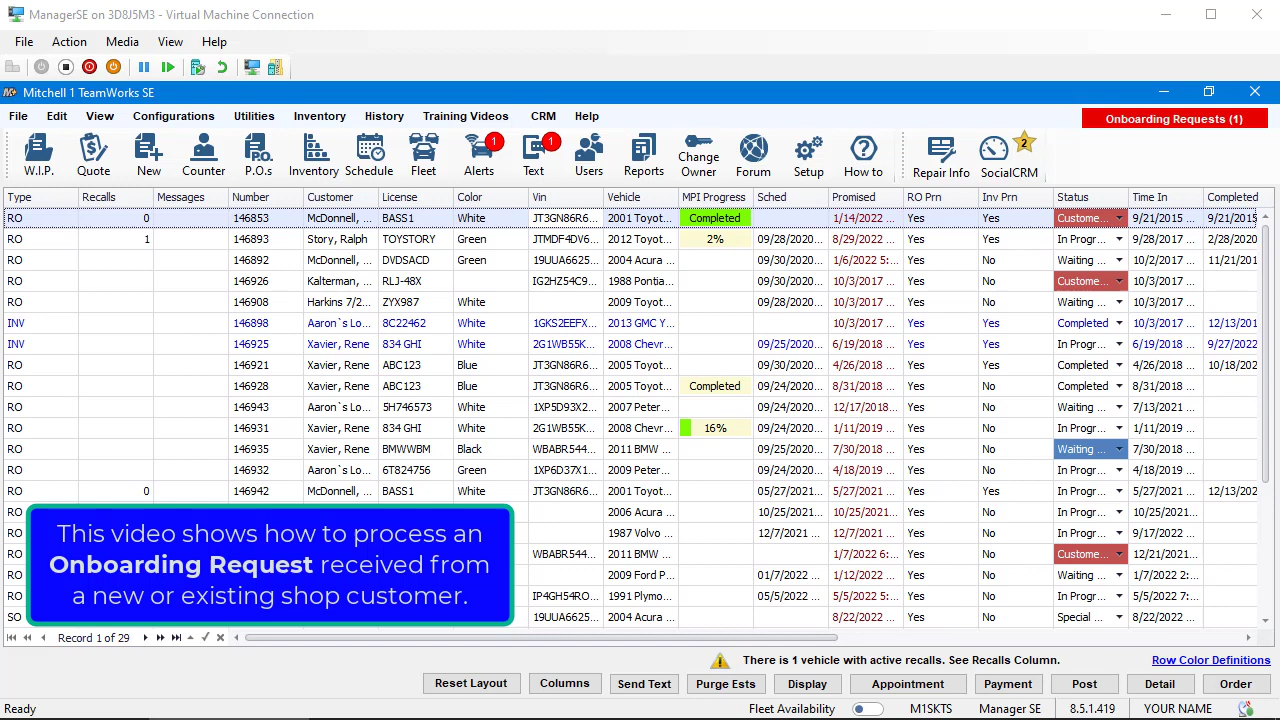 ManagerSE on 3D8J5M3 - Virtual Machine Connection
File Action Media View Help
Mitchell 1 TeamWorks SE
File Edit View Configurations Utilities Inventory History Training Videos CRM Help
Onboarding Requests (1)
1 1 2
W.I.P. Quote New Counter P.O.s Inventory Schedule Fleet Alerts Text Users Reports Change Owner Forum Setup How to Repair Info SocialCRM
Type Recalls Messages Number Customer License Color Vin Vehicle MPI Progress Sched Promised RO Prn Inv Prn Status Time In Completed
RO 0 146853 McDonnell, ... BASS1 White JT3GN86R6... 2001 Toyot... Completed 1/14/2022 ... Yes Yes Custome... 9/21/2015 ... 9/21/2015
RO 1 146893 Story, Ralph TOYSTORY Green JTMDF4DV6... 2012 Toyot... 2% 09/28/2020... 8/29/2022 ... Yes Yes In Progr... 9/28/2017 ... 2/28/2020
RO 146892 McDonnell, ... DVDSACD Green 19UUA6625... 2004 Acura ... 09/30/2020... 1/6/2022 5:... Yes No Waiting ... 10/2/2017 ... 11/21/201
RO 146926 Kalterman,... RLJ-48X IG2HZ54C9... 1988 Pontia... 09/30/2020... 10/3/2017 ... Yes No Custome... 10/3/2017 ...
RO 146908 Harkins 7/2... ZYX987 White 2009 Toyot... 09/28/2020... 10/3/2017 ... Yes No Waiting ... 10/3/2017 ...
INV 146898 Aaron`s Lo... 8C22462 White 1GKS2EEFX... 2013 GMC Y... 10/3/2017 ... Yes Yes Completed 10/3/2017 ... 12/13/201
INV 146925 Xavier, Rene 834 GHI White 2G1WB55K... 2008 Chevr... 09/25/2020... 6/19/2018 ... Yes Yes In Progr... 6/19/2018 ... 9/27/2022
RO 146921 Xavier, Rene ABC123 Blue JT3GN86R6... 2005 Toyot... 09/30/2020... 4/26/2018 ... Yes Yes Completed 4/26/2018 ... 10/18/202
RO 146928 Xavier, Rene ABC123 Blue JT3GN86R6... 2005 Toyot... Completed 09/24/2020... 8/31/2018 ... Yes No Completed 8/31/2018 ...
RO 146943 Aaron`s Lo... 5H746573 White 1XP5D93X2... 2007 Peter... 09/24/2020... 12/17/2018... Yes No Waiting ... 7/13/2021 ...
RO 146931 Xavier, Rene 834 GHI White 2G1WB55K... 2008 Chevr... 16% 09/24/2020... 1/11/2019 ... Yes No In Progr... 1/11/2019 ...
RO 146935 Xavier, Rene BMWWBM Black WBABR544... 2011 BMW ... 09/25/2020... 7/30/2018 ... Yes No Waiting ... 7/30/2018 ...
RO 146932 Aaron`s Lo... 6T824756 Green 1XP6D37X1... 2009 Peter... 09/24/2020... 4/18/2019 ... Yes No In Progr... 4/18/2019 ...
RO 0 146942 McDonnell, ... BASS1 White JT3GN86R6... 2001 Toyot... 05/27/2021 ... 5/27/2021 ... Yes Yes In Progr... 5/27/2021 ... 12/13/202
RO 2006 Acura ... 10/25/2021... 10/25/2021... Yes No In Progr... 10/25/2021 ...
RO 1987 Volvo ... 12/7/2021 ... 12/7/2021 ... Yes No In Progr... 9/17/2022 ...
RO WBABR544... 2011 BMW ... 1/7/2022 6:... Yes No Custome... 12/21/2021...
RO 2009 Ford P... 01/7/2022 ... 1/12/2022 ... Yes No Waiting ... 1/7/2022 2:...
RO IP4GH54RO... 1991 Plymo... 05/5/2022 ... 5/5/2022 7:... Yes No In Progr... 5/5/2022 7:...
SO 19UUA6625... 2004 Acura ... 8/22/2022 ... Yes No Special ... 8/22/2022 ...
This video shows how to process an
Onboarding Request received from
a new or existing shop customer.
Record 1 of 29
There is 1 vehicle with active recalls. See Recalls Column. Row Color Definitions
Reset Layout Columns Send Text Purge Ests Display Appointment Payment Post Detail Order
Ready Fleet Availability M1SKTS Manager SE 8.5.1.419 YOUR NAME